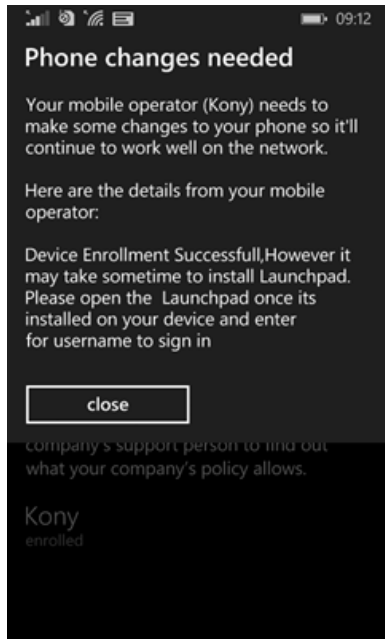 09:12
Phone changes needed
Your mobile operator (Kony) needs to
make some changes to your phone so it'll
continue to work well on the network.
Here are the details from your mobile
operator:
Device Enrollment Successfull,However it
may take sometime to install Launchpad.
Please open the  Launchpad once its
installed on your device and enter
for username to sign in
close
company's support person to find out
what your company's policy allows.
Kony
enrolled